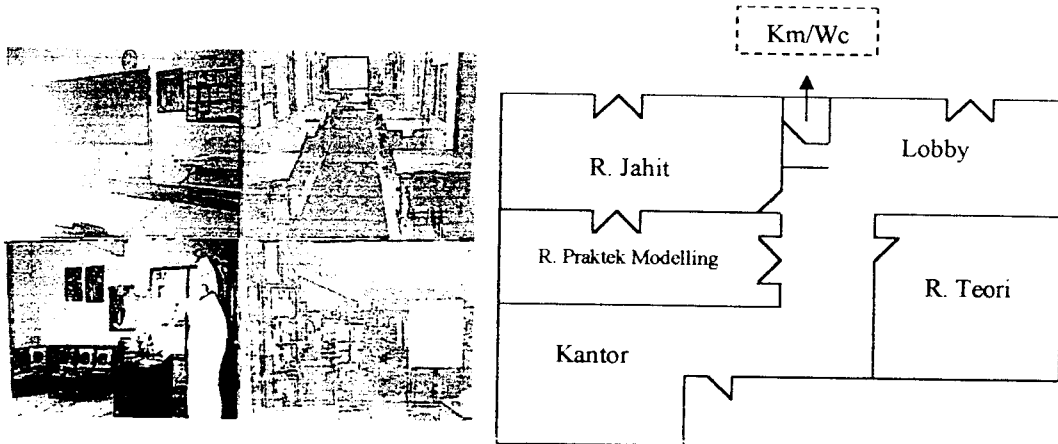 Km/Wc
Lobby
R. Jahit
R. Praktek Modelling
R. Teori
Kantor